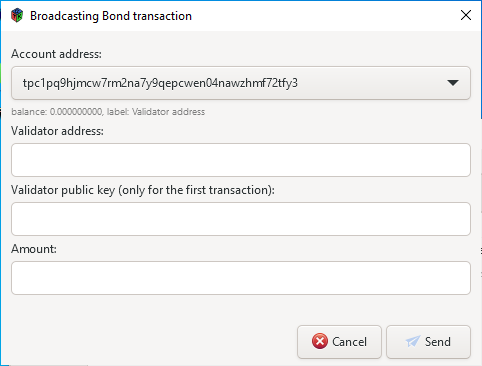 Broadcasting Bond transaction
Account address:
tpc1pq9hjmcw7rm2na7y9qepcwen04nawzhmf72tfy3
balance: 0.000000000, label: Validator address
Validator address:
Validator public key (only for the first transaction):
Amount:
Cancel
Send